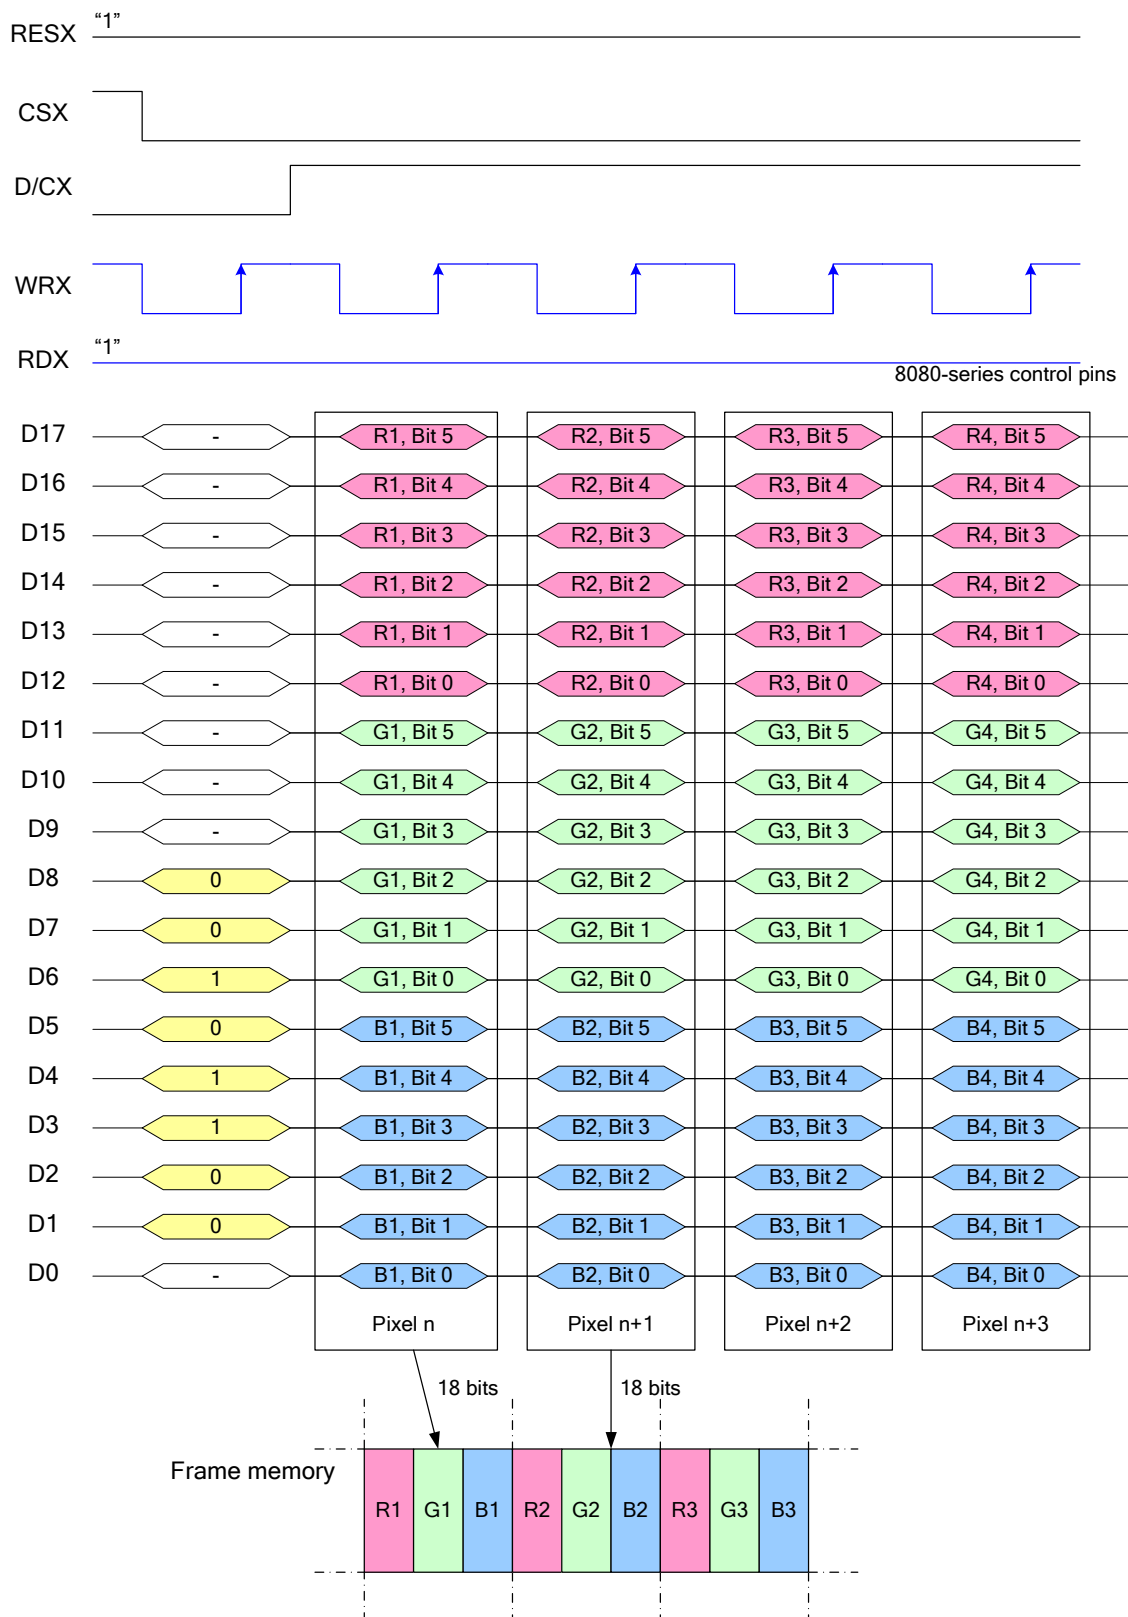 RESX “1”
CSX
D/CX
WRX
RDX “1”
8080-series control pins
D17 - R1, Bit 5 R2, Bit 5 R3, Bit 5 R4, Bit 5
D16 - R1, Bit 4 R2, Bit 4 R3, Bit 4 R4, Bit 4
D15 - R1, Bit 3 R2, Bit 3 R3, Bit 3 R4, Bit 3
D14 - R1, Bit 2 R2, Bit 2 R3, Bit 2 R4, Bit 2
D13 - R1, Bit 1 R2, Bit 1 R3, Bit 1 R4, Bit 1
D12 - R1, Bit 0 R2, Bit 0 R3, Bit 0 R4, Bit 0
D11 - G1, Bit 5 G2, Bit 5 G3, Bit 5 G4, Bit 5
D10 - G1, Bit 4 G2, Bit 4 G3, Bit 4 G4, Bit 4
D9 - G1, Bit 3 G2, Bit 3 G3, Bit 3 G4, Bit 3
D8 0 G1, Bit 2 G2, Bit 2 G3, Bit 2 G4, Bit 2
D7 0 G1, Bit 1 G2, Bit 1 G3, Bit 1 G4, Bit 1
D6 1 G1, Bit 0 G2, Bit 0 G3, Bit 0 G4, Bit 0
D5 0 B1, Bit 5 B2, Bit 5 B3, Bit 5 B4, Bit 5
D4 1 B1, Bit 4 B2, Bit 4 B3, Bit 4 B4, Bit 4
D3 1 B1, Bit 3 B2, Bit 3 B3, Bit 3 B4, Bit 3
D2 0 B1, Bit 2 B2, Bit 2 B3, Bit 2 B4, Bit 2
D1 0 B1, Bit 1 B2, Bit 1 B3, Bit 1 B4, Bit 1
D0 - B1, Bit 0 B2, Bit 0 B3, Bit 0 B4, Bit 0
Pixel n Pixel n+1 Pixel n+2 Pixel n+3
18 bits 18 bits
Frame memory
R1 G1 B1 R2 G2 B2 R3 G3 B3